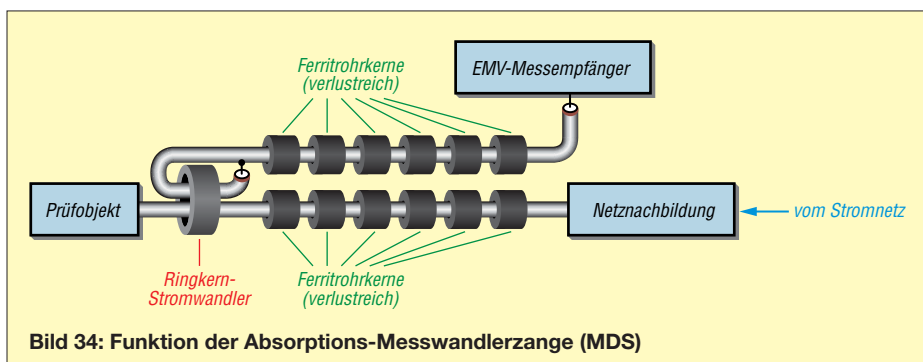 Ferritrohrkerne
(verlustreich)
EMV-Messempfänger
Prüfobjekt
Netznachbildung
vom Stromnetz
Ringkern-
Stromwandler
Ferritrohrkerne
(verlustreich)
Bild 34: Funktion der Absorptions-Messwandlerzange (MDS)